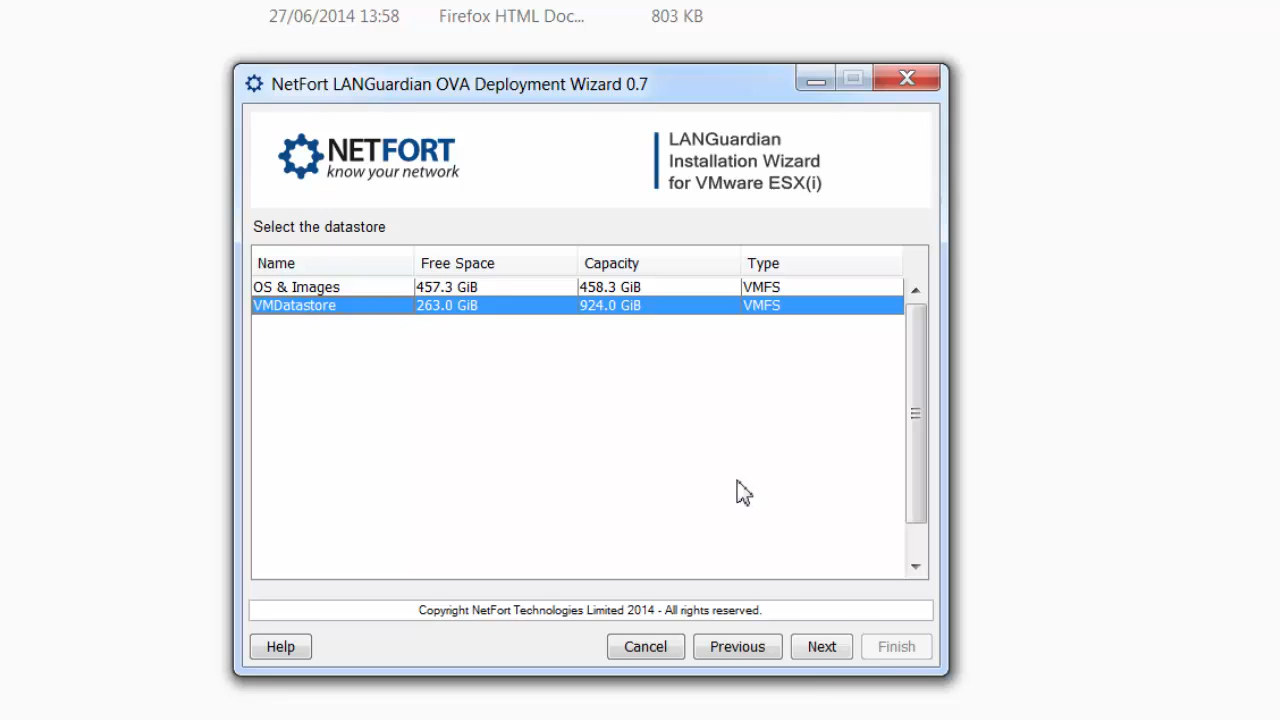 27/06/2014 13:58 Firefox HTML Doc... 803 KB
NetFort LANGuardian OVA Deployment Wizard 0.7
NETFORT
know your network
LANGuardian
Installation Wizard
for VMware ESX(i)
Select the datastore
Name Free Space Capacity Type
OS & Images 457.3 GiB 458.3 GiB VMFS
VMDatastore 263.0 GiB 924.0 GiB VMFS
Copyright NetFort Technologies Limited 2014 - All rights reserved.
Help Cancel Previous Next Finish